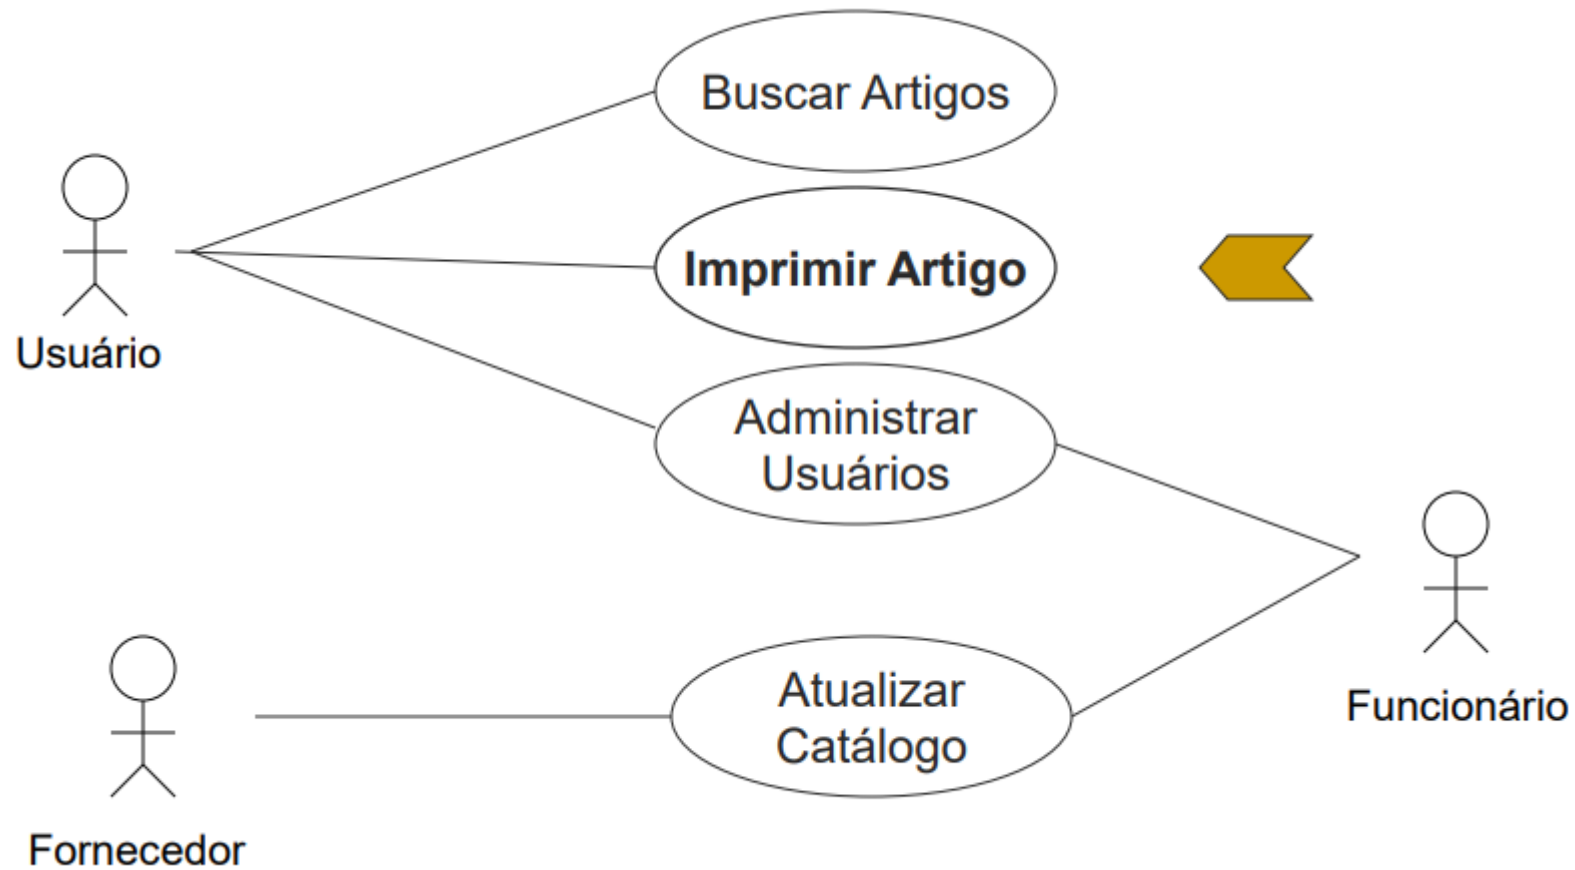 Buscar Artigos
Imprimir Artigo
Usuário
Administrar
Usuários
Atualizar
Catálogo
Funcionário
Fornecedor